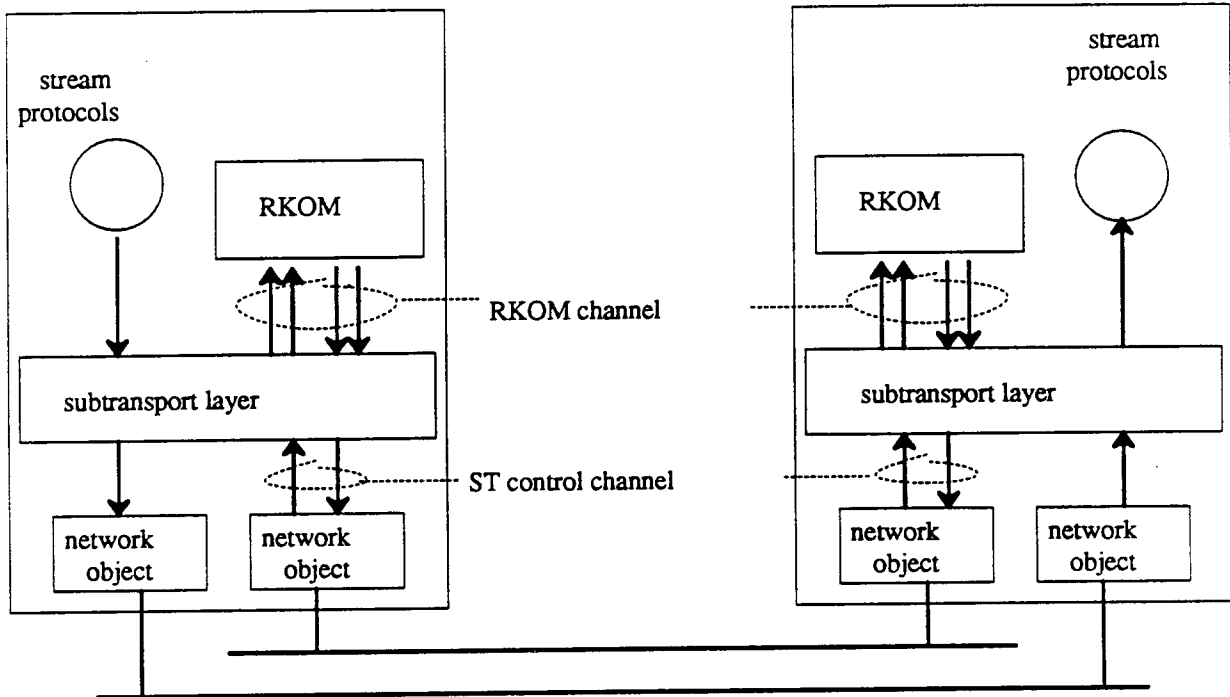 stream
protocols
stream
protocols
RKOM
RKOM
RKOM channel
subtransport layer
subtransport layer
ST control channel
network
object
network
object
network
object
network
object